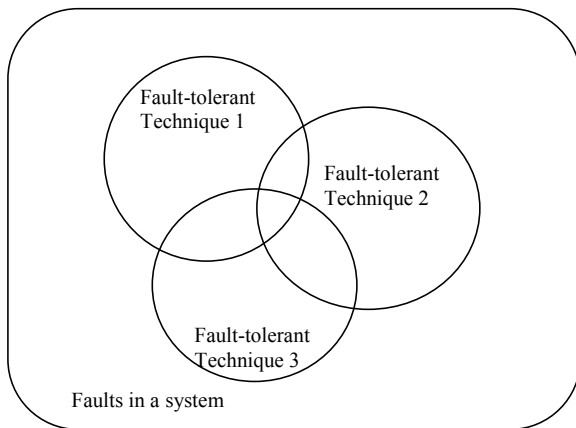 Fault-tolerant
Technique 1
Fault-tolerant
Technique 2
Fault-tolerant
Technique 3
Faults in a system